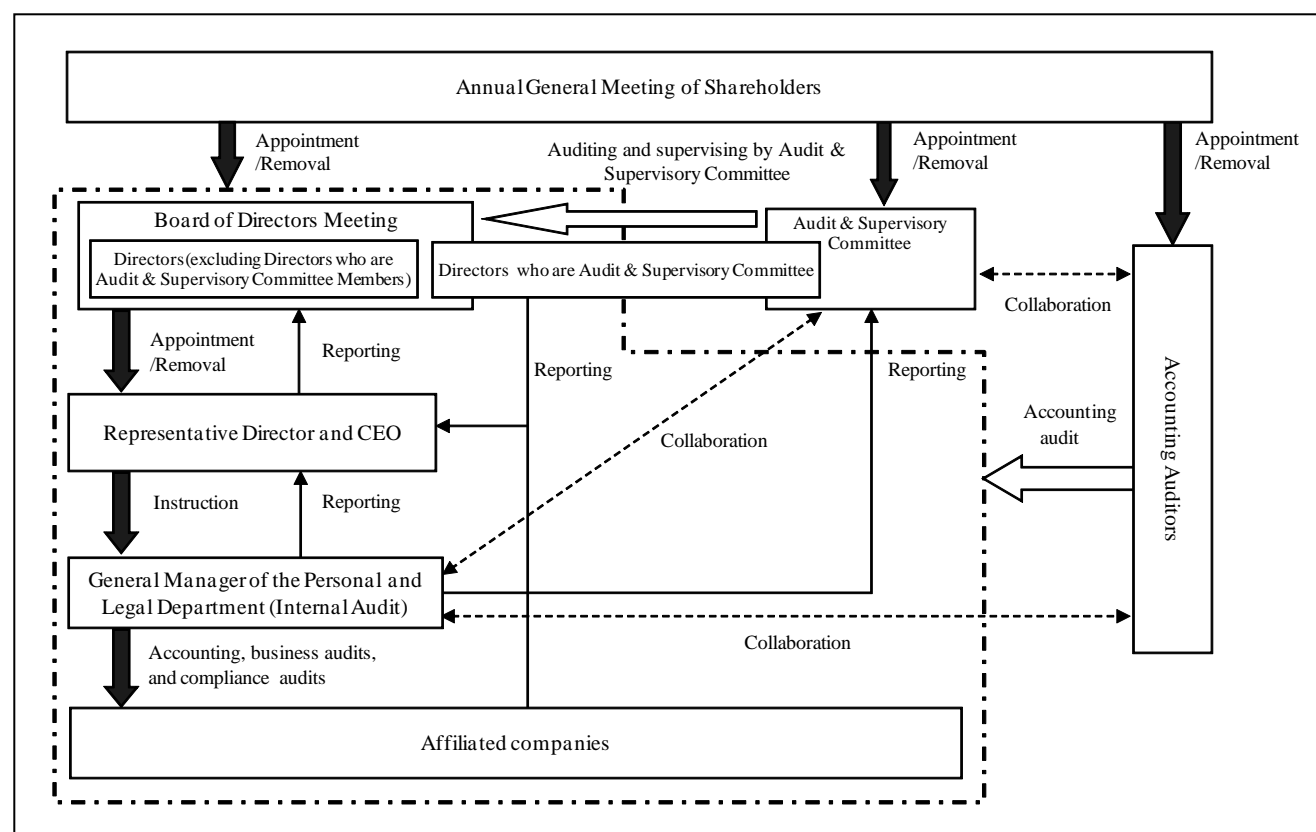 Annual General Meeting of Shareholders
Appointment
/Removal
Auditing and supervising by Audit &
Supervisory Committee
Appointment
/Removal
Appointment
/Removal
Board of Directors Meeting
Directors (excluding Directors who are
Audit & Supervisory Committee Members)
Directors who are Audit & Supervisory Committee
Audit & Supervisory
Committee
Collaboration
Appointment
/Removal
Reporting
Reporting
Reporting
Representative Director and CEO
Collaboration
Accounting
audit
Accounting Auditors
Instruction
Reporting
General Manager of the Personal and
Legal Department (Internal Audit)
Collaboration
Accounting, business audits,
and compliance audits
Affiliated companies